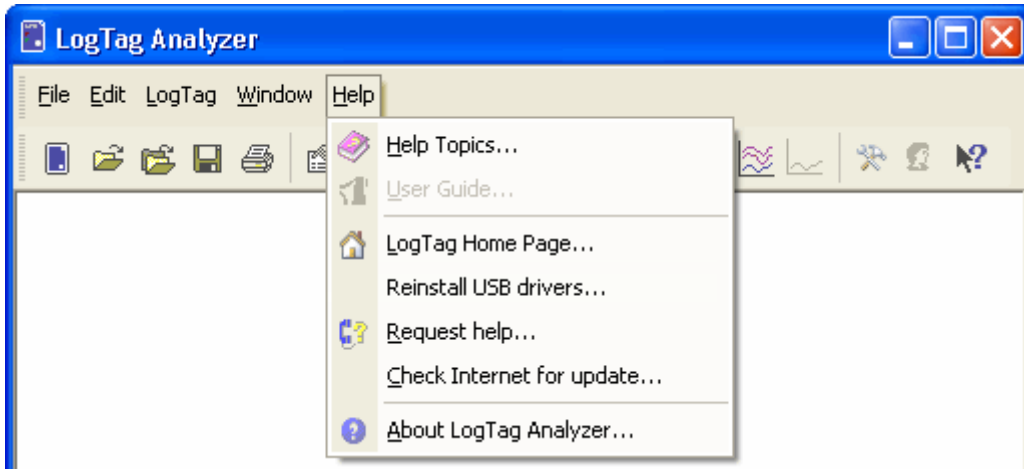 LogTag Analyzer
File Edit LogTag Window Help
Help Topics...
User Guide...
LogTag Home Page...
Reinstall USB drivers...
Request help...
Check Internet for update...
About LogTag Analyzer...